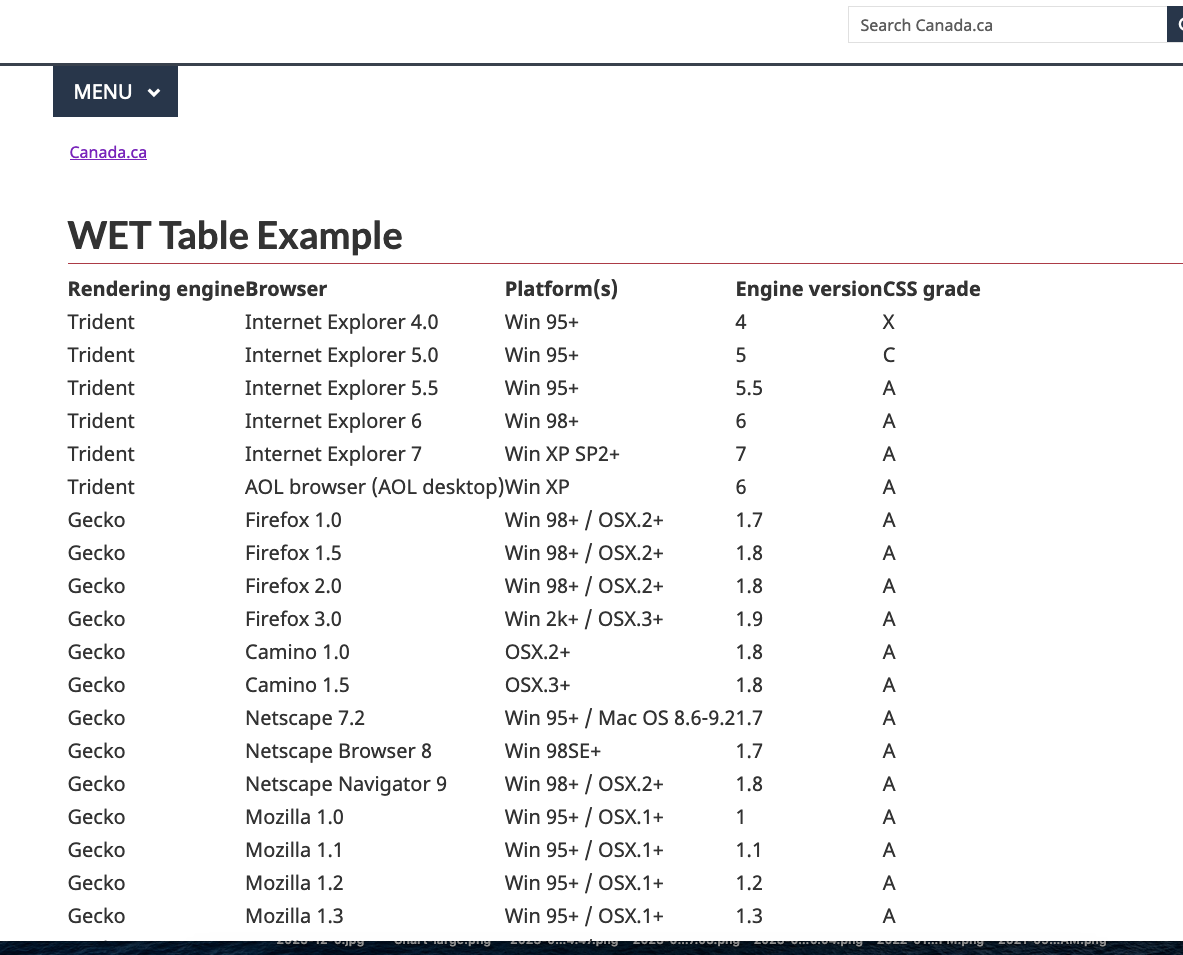 Search Canada.ca
MENU
Canada.ca
WET Table Example
Rendering engine Browser Platform(s) Engine version CSS grade
Trident Internet Explorer 4.0 Win 95+ 4 X
Trident Internet Explorer 5.0 Win 95+ 5 C
Trident Internet Explorer 5.5 Win 95+ 5.5 A
Trident Internet Explorer 6 Win 98+ 6 A
Trident Internet Explorer 7 Win XP SP2+ 7 A
Trident AOL browser (AOL desktop) Win XP 6 A
Gecko Firefox 1.0 Win 98+ / OSX.2+ 1.7 A
Gecko Firefox 1.5 Win 98+ / OSX.2+ 1.8 A
Gecko Firefox 2.0 Win 98+ / OSX.2+ 1.8 A
Gecko Firefox 3.0 Win 2k+ / OSX.3+ 1.9 A
Gecko Camino 1.0 OSX.2+ 1.8 A
Gecko Camino 1.5 OSX.3+ 1.8 A
Gecko Netscape 7.2 Win 95+ / Mac OS 8.6-9.2 1.7 A
Gecko Netscape Browser 8 Win 98SE+ 1.7 A
Gecko Netscape Navigator 9 Win 98+ / OSX.2+ 1.8 A
Gecko Mozilla 1.0 Win 95+ / OSX.1+ 1 A
Gecko Mozilla 1.1 Win 95+ / OSX.1+ 1.1 A
Gecko Mozilla 1.2 Win 95+ / OSX.1+ 1.2 A
Gecko Mozilla 1.3 Win 95+ / OSX.1+ 1.3 A